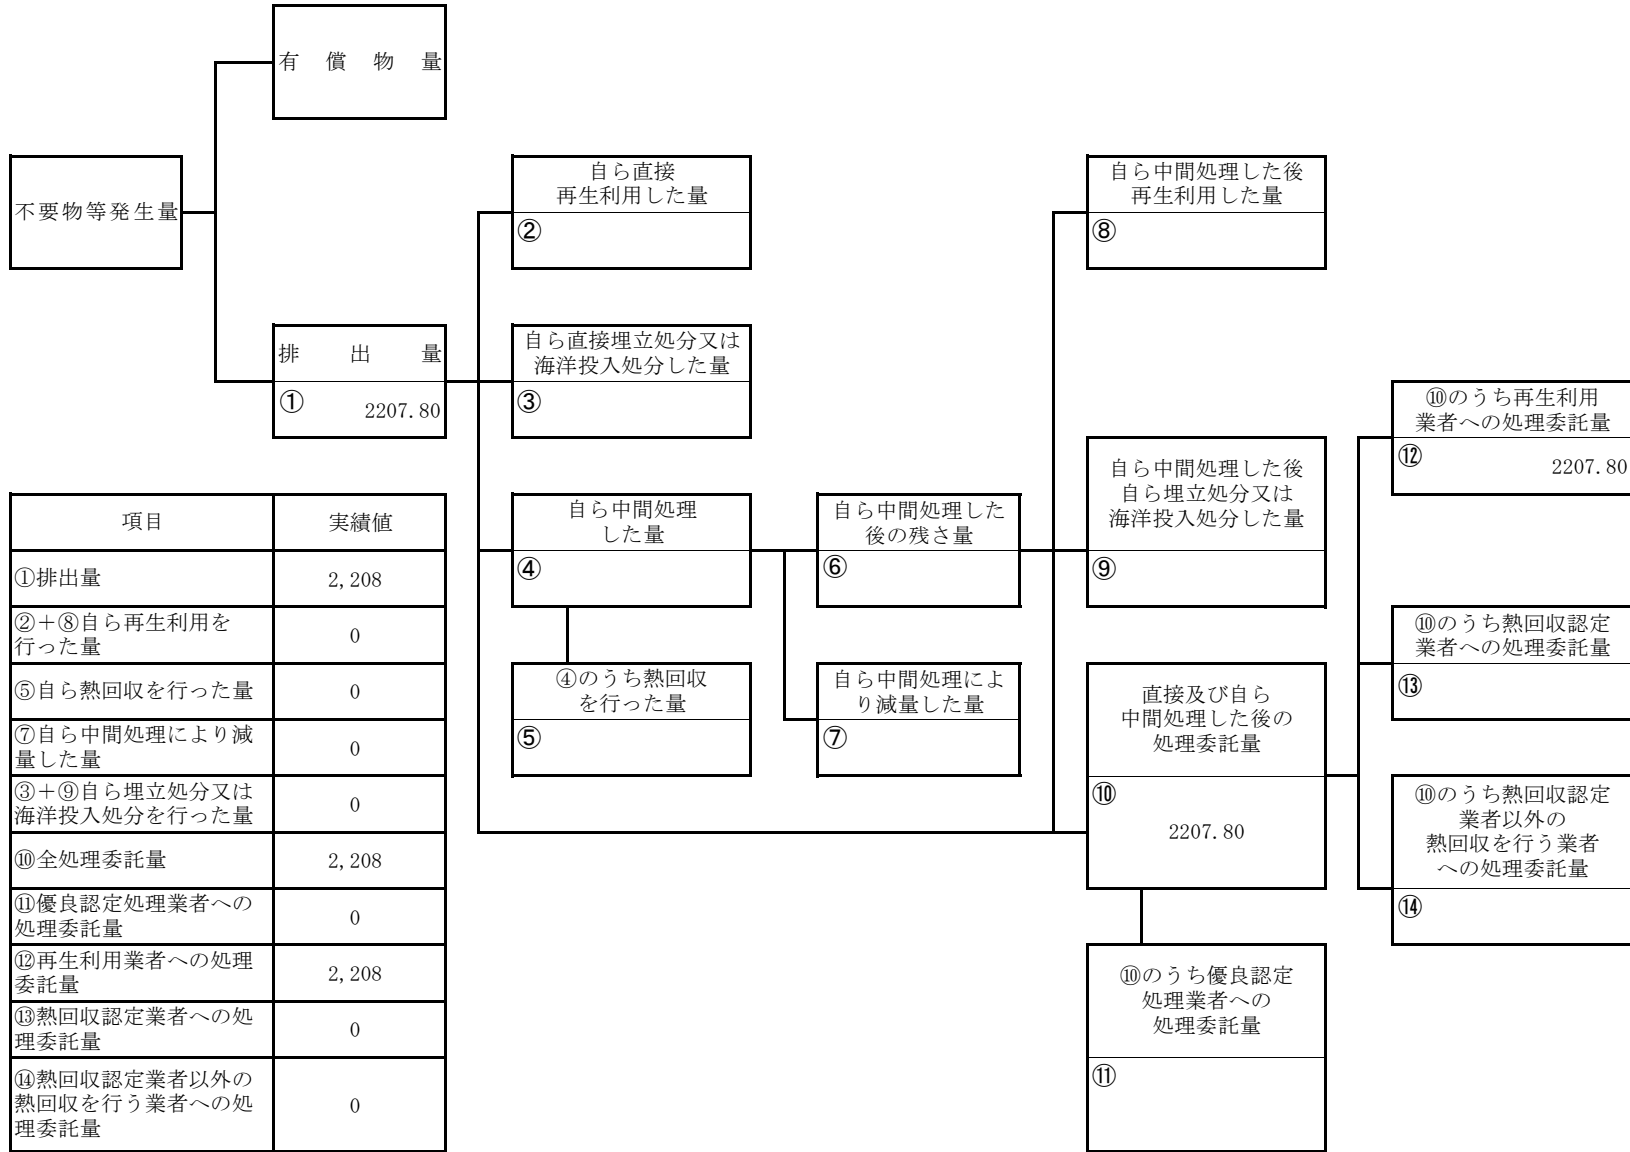 有償物量
不要物等発生量
自ら直接
再生利用した量
②
自ら中間処理した後
再生利用した量
⑧
排出量
①
2207.80
自ら直接埋立処分又は
海洋投入処分した量
③
⑩のうち再生利用
業者への処理委託量
⑫
2207.80
自ら中間処理
した量
④
自ら中間処理した
後の残さ量
⑥
自ら中間処理した後
自ら埋立処分又は
海洋投入処分した量
⑨
⑩のうち熱回収認定
業者への処理委託量
⑬
④のうち熱回収
を行った量
⑤
自ら中間処理によ
り減量した量
⑦
直接及び自ら
中間処理した後の
処理委託量
⑩
2207.80
⑩のうち熱回収認定
業者以外の
熱回収を行う業者
への処理委託量
⑭
⑩のうち優良認定
処理業者への
処理委託量
⑪
項目 実績値
①排出量 2,208
②+⑧自ら再生利用を
行った量 0
⑤自ら熱回収を行った量 0
⑦自ら中間処理により減
量した量 0
③+⑨自ら埋立処分又は
海洋投入処分を行った量 0
⑩全処理委託量 2,208
⑪優良認定処理業者への
処理委託量 0
⑫再生利用業者への処理
委託量 2,208
⑬熱回収認定業者への処
理委託量 0
⑭熱回収認定業者以外の
熱回収を行う業者への処
理委託量 0